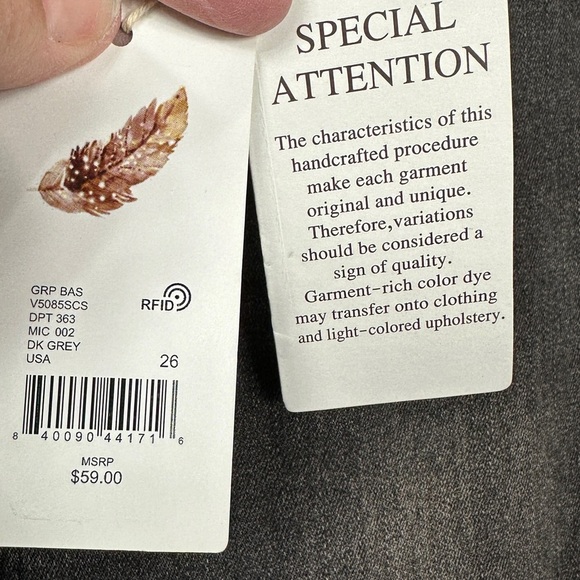 GRP BAS
V5085SCS
DPT 363
MIC 002
DK GREY
USA
RFID
26
8 40090 44171 6
MSRP
$59.00
SPECIAL
ATTENTION
The characteristics of this
handcrafted procedure
make each garment
original and unique.
Therefore,variations
should be considered a
sign of quality.
Garment-rich color dye
may transfer onto clothing
and light-colored upholstery.